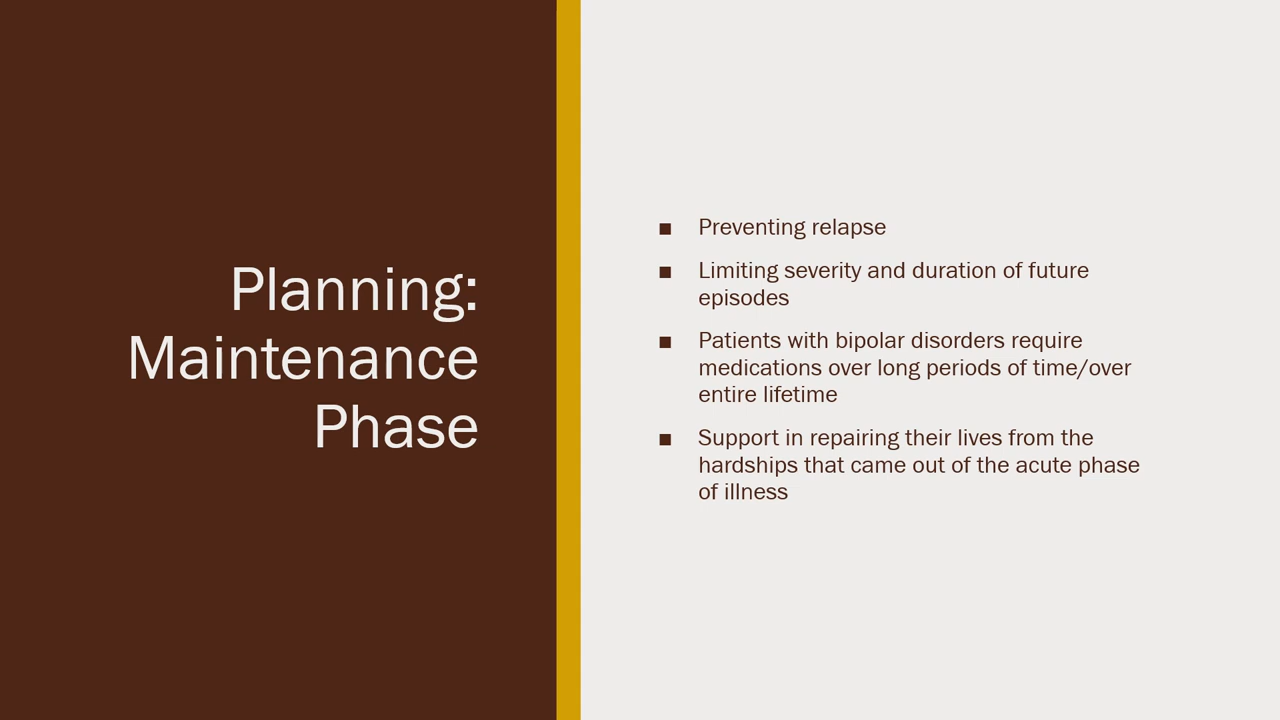 Planning:
Maintenance
Phase
■ Preventing relapse
■ Limiting severity and duration of future
episodes
■ Patients with bipolar disorders require
medications over long periods of time/over
entire lifetime
■ Support in repairing their lives from the
hardships that came out of the acute phase
of illness